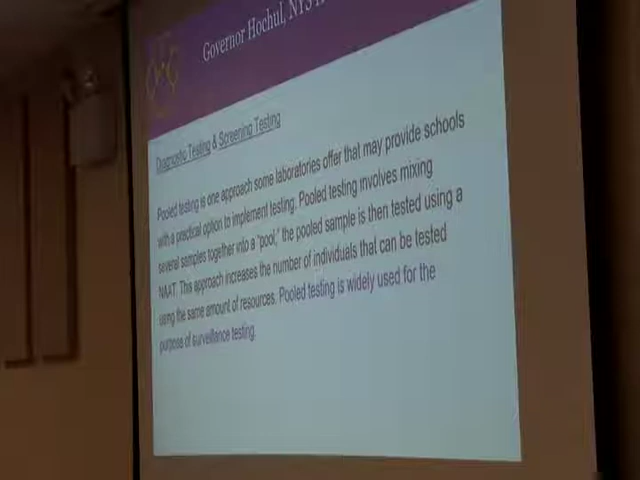 Governor Hochul, NYS
Diagnostic Testing & Screening Testing
Pooled testing is one approach some laboratories offer that may provide schools
with a practical option to implement testing. Pooled testing involves mixing
several samples together into a "pool," the pooled sample is then tested using a
NAAT. This approach increases the number of individuals that can be tested
using the same amount of resources. Pooled testing is widely used for the
purpose of surveillance testing.